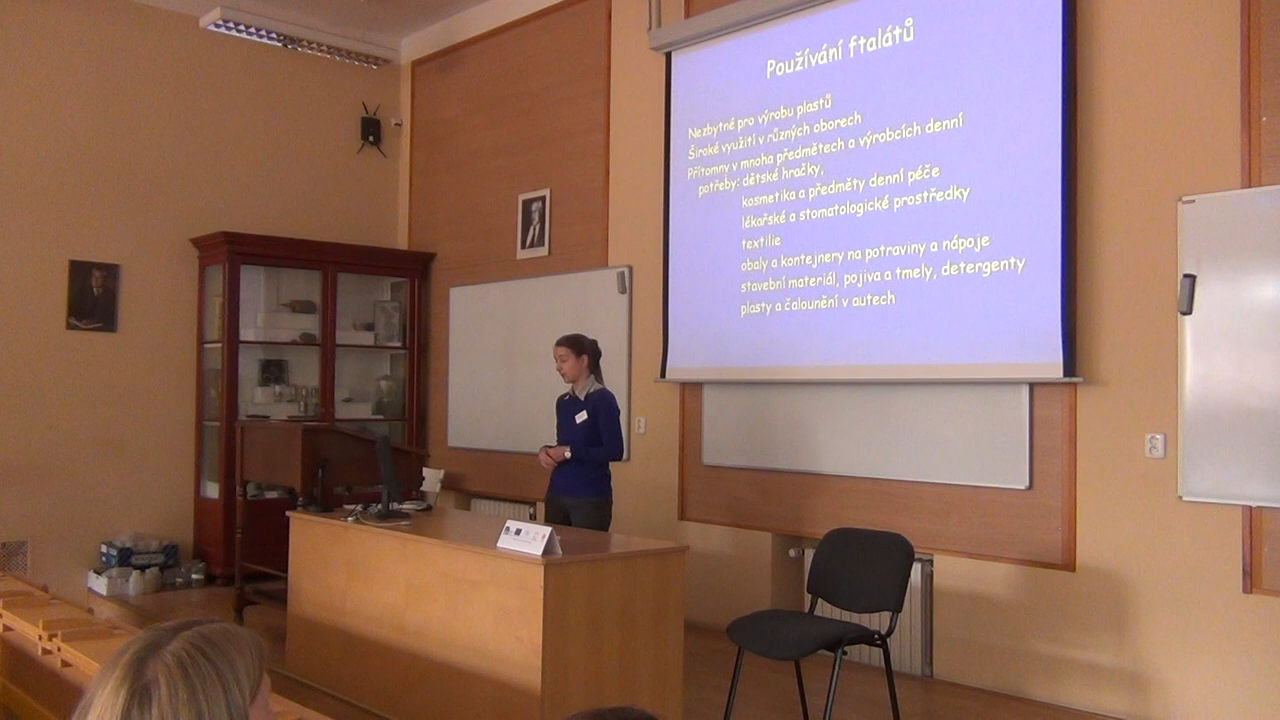 Používání ftalátů
Nezbytné pro výrobu plastů
Široké využití v různých oborech
Přítomny v mnoha předmětech a výrobcích denní
potřeby: dětské hračky,
kosmetika a předměty denní péče
lékařské a stomatologické prostředky
textilie
obaly a kontejnery na potraviny a nápoje
stavební materiál, pojiva a tmely, detergenty
plasty a čalounění v autech